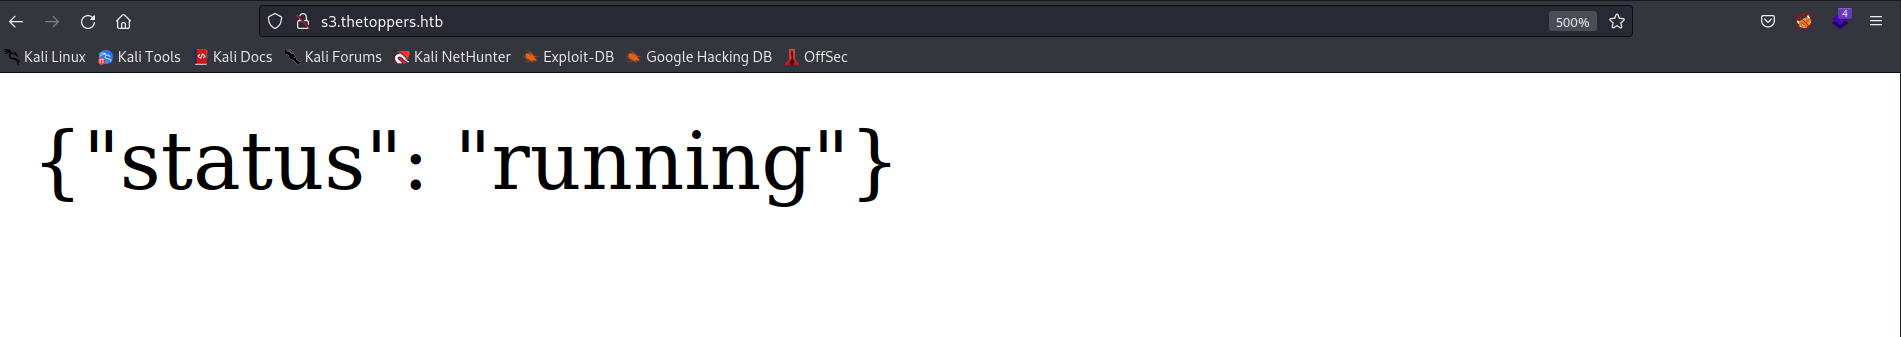 s3.thetoppers.htb 500% 4
Kali Linux Kali Tools Kali Docs Kali Forums Kali NetHunter Exploit-DB Google Hacking DB OffSec
{"status": "running"}